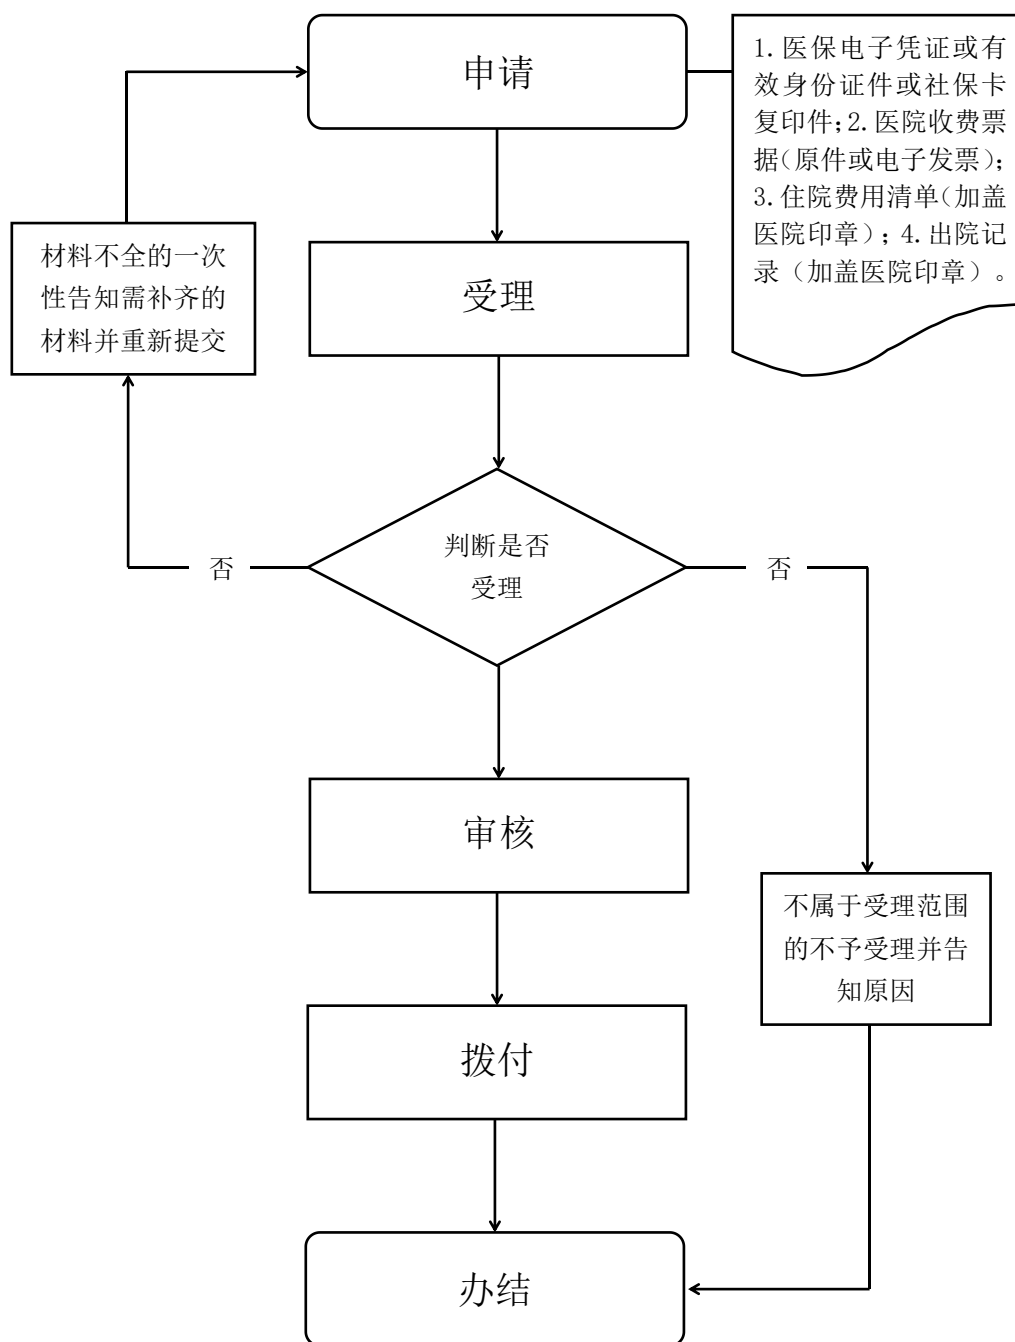 申请
1.医保电子凭证或有
效身份证件或社保卡
复印件;2.医院收费票
据(原件或电子发票);
3.住院费用清单(加盖
医院印章);4.出院记
录（加盖医院印章）。
材料不全的一次
性告知需补齐的
材料并重新提交
受理
判断是否
受理
否
否
审核
不属于受理范围
的不予受理并告
知原因
拨付
办结